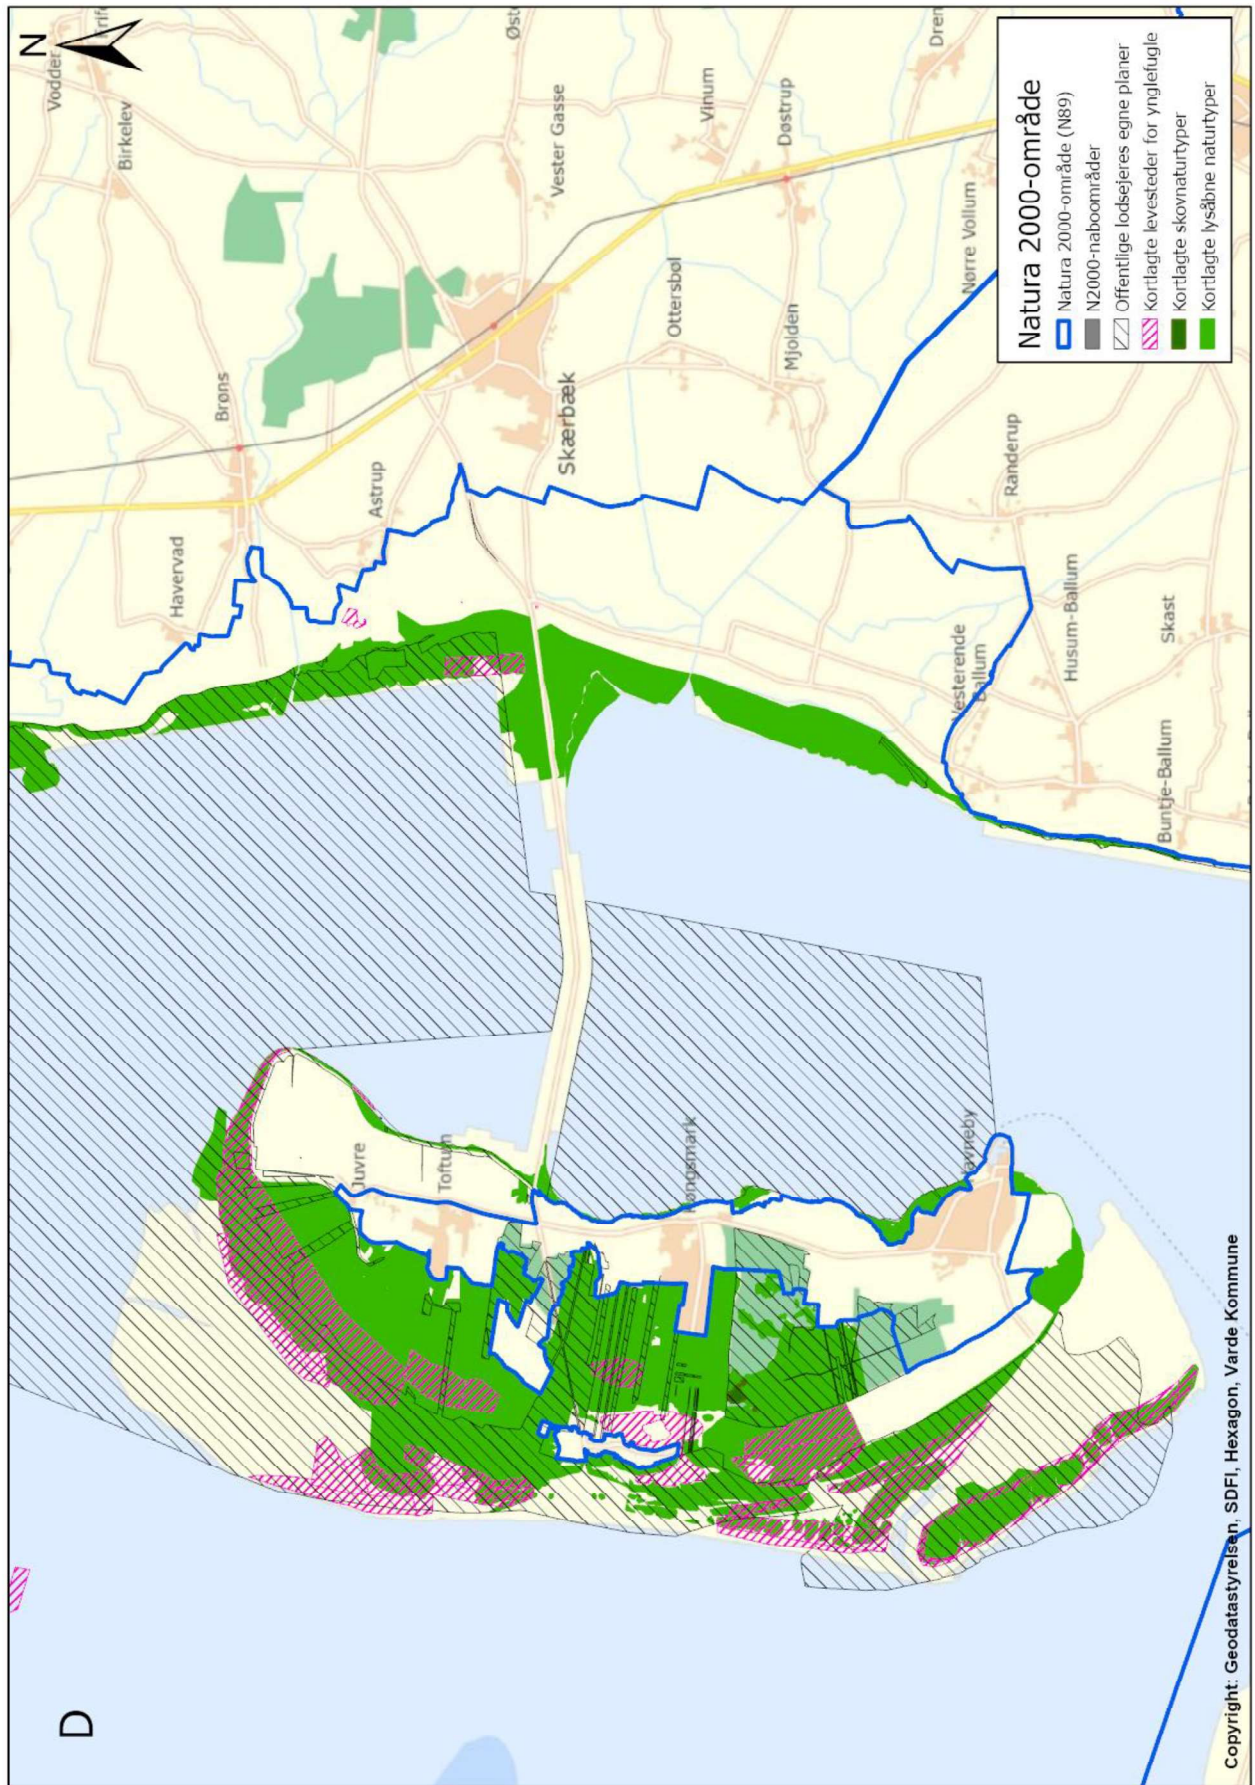 D
N
Vodder
Birkelev
Brøns
Havervad
Astrup
Øst
Vester Gasse
Vinum
Døstrup
Dren
Skærbæk
Ottersbøl
Mjolden
Nørre Vollum
Randerup
Vesterende
Ballum
Husum-Ballum
Skast
Buntje-Ballum
Juvre
Toftum
Kongsmark
Havneby
Natura 2000-område
Natura 2000-område (N89)
N2000-naboområder
Offentlige lodsejeres egne planer
Kortlagte levesteder for ynglefugle
Kortlagte skovnaturtyper
Kortlagte lysåbne naturtyper
Copyright: Geodatastyrelsen, SDFI, Hexagon, Varde Kommune